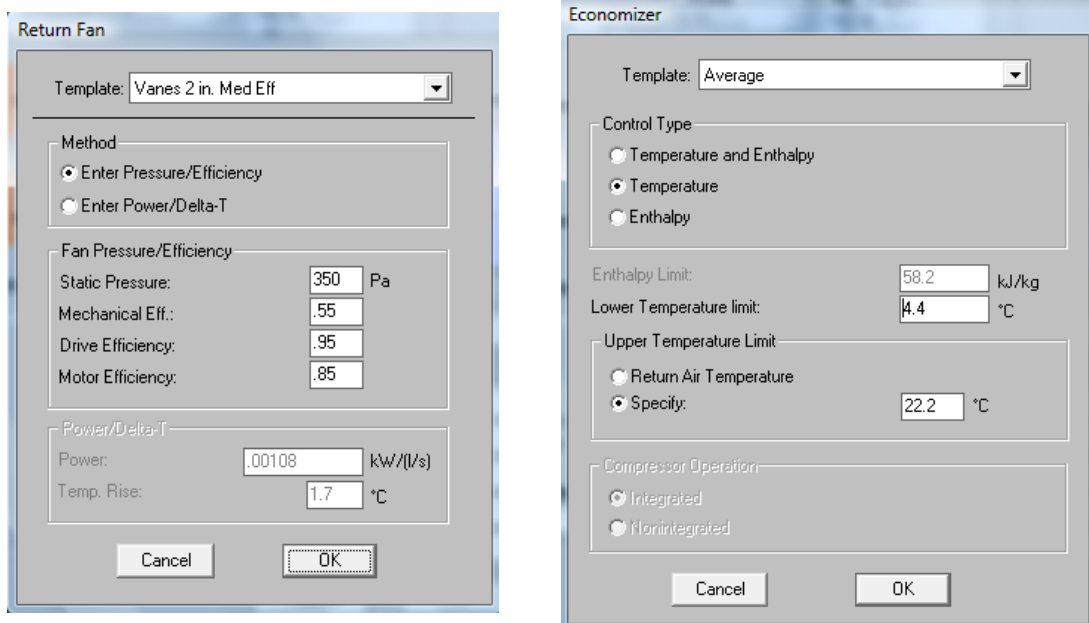 Return Fan
Template: Vanes 2 in. Med Eff
Method
Enter Pressure/Efficiency
Enter Power/Delta-T
Fan Pressure/Efficiency
Static Pressure: 350 Pa
Mechanical Eff.: .55
Drive Efficiency: .95
Motor Efficiency: .85
Power/Delta-T
Power: .00108 kW/(l/s)
Temp. Rise: 1.7 °C
Cancel OK
Economizer
Template: Average
Control Type
Temperature and Enthalpy
Temperature
Enthalpy
Enthalpy Limit: 58.2 kJ/kg
Lower Temperature limit: 4.4 °C
Upper Temperature Limit
Return Air Temperature
Specify: 22.2 °C
Compressor Operation
Integrated
Nonintegrated
Cancel OK